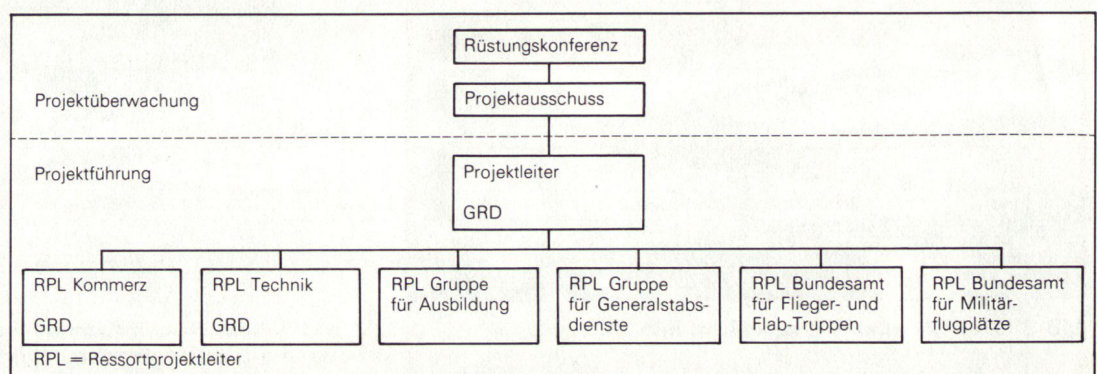 Rüstungskonferenz
Projektüberwachung
Projektausschuss
Projektführung
Projektleiter
GRD
RPL Kommerz
GRD
RPL Technik
GRD
RPL Gruppe
für Ausbildung
RPL Gruppe
für Generalstabs-
dienste
RPL Bundesamt
für Flieger- und
Flab-Truppen
RPL Bundesamt
für Militär-
flugplätze
RPL = Ressortprojektleiter